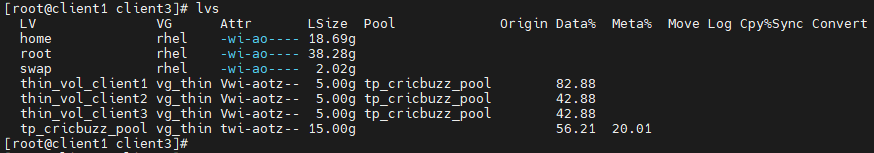 [root@client1 client3]# lvs
  LV               VG      Attr       LSize  Pool             Origin Data%  Meta%  Move Log Cpy%Sync Convert
  home             rhel    -wi-ao---- 18.69g
  root             rhel    -wi-ao---- 38.28g
  swap             rhel    -wi-ao----  2.02g
  thin_vol_client1 vg_thin Vwi-aotz--  5.00g tp_cricbuzz_pool        82.88
  thin_vol_client2 vg_thin Vwi-aotz--  5.00g tp_cricbuzz_pool        42.88
  thin_vol_client3 vg_thin Vwi-aotz--  5.00g tp_cricbuzz_pool        42.88
  tp_cricbuzz_pool vg_thin twi-aotz-- 15.00g                         56.21  20.01
[root@client1 client3]#